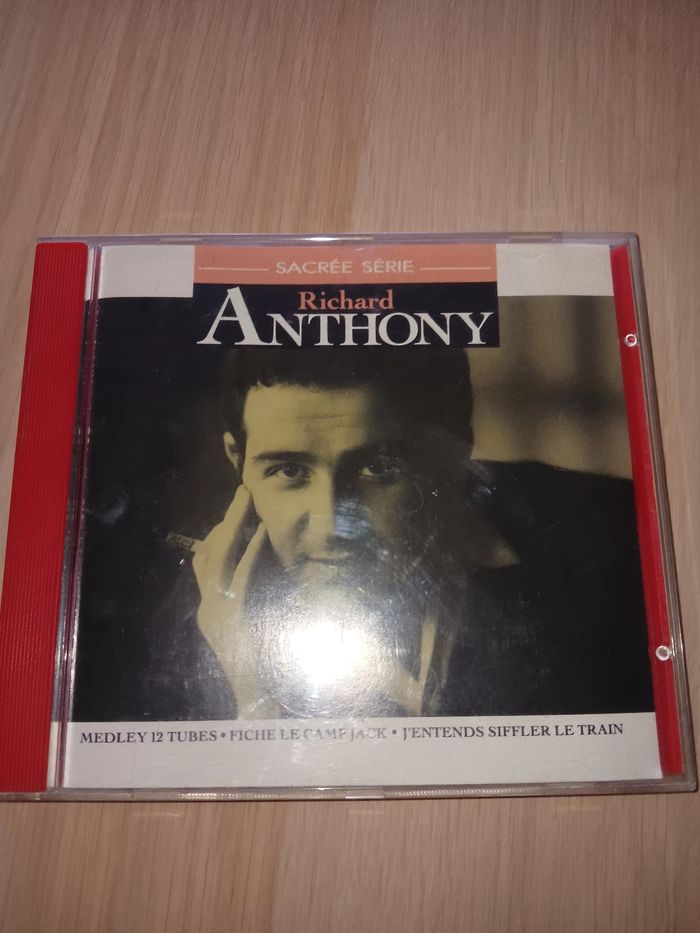 SACRÉE SÉRIE
Richard
ANTHONY
MEDLEY 12 TUBES • FICHE LE CAMP JACK • J'ENTENDS SIFFLER LE TRAIN